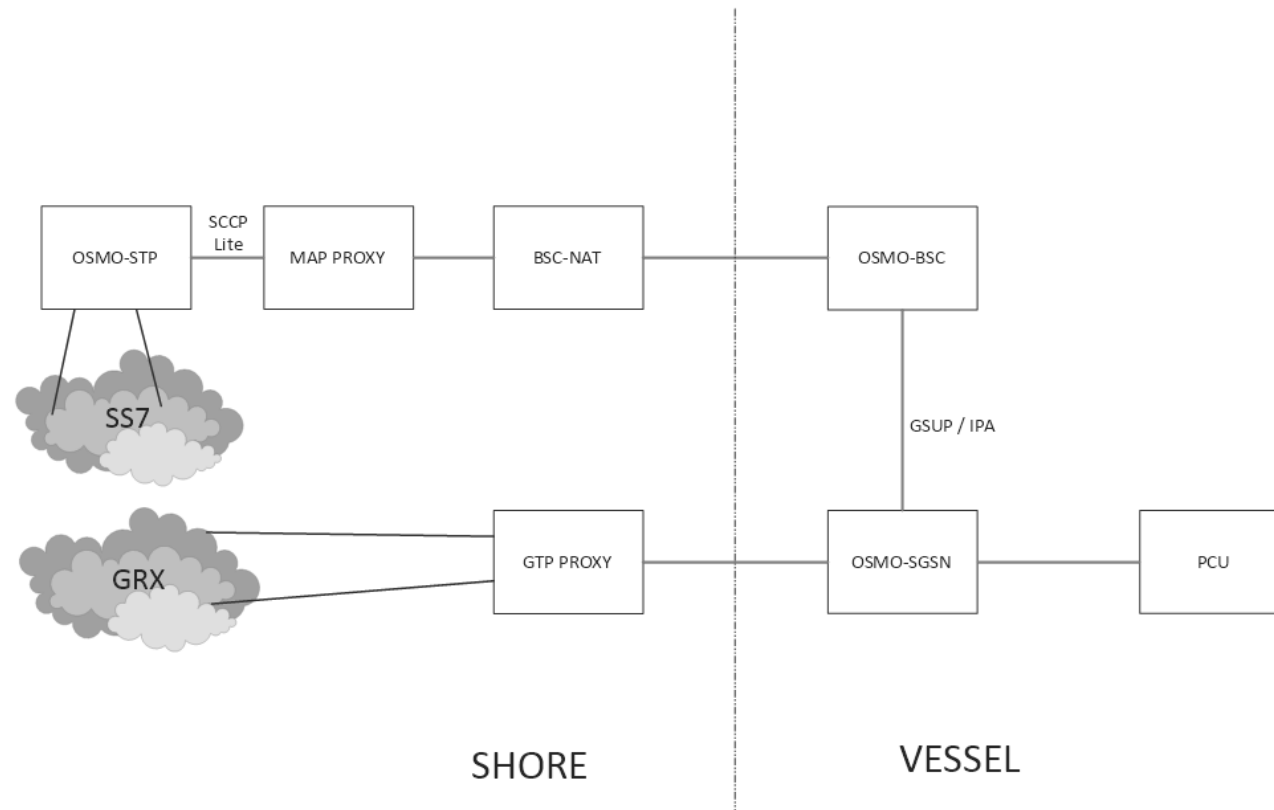 SCCP
Lite
OSMO-STP
MAP PROXY
BSC-NAT
OSMO-BSC
SS7
GSUP / IPA
GRX
GTP PROXY
OSMO-SGSN
PCU
SHORE
VESSEL